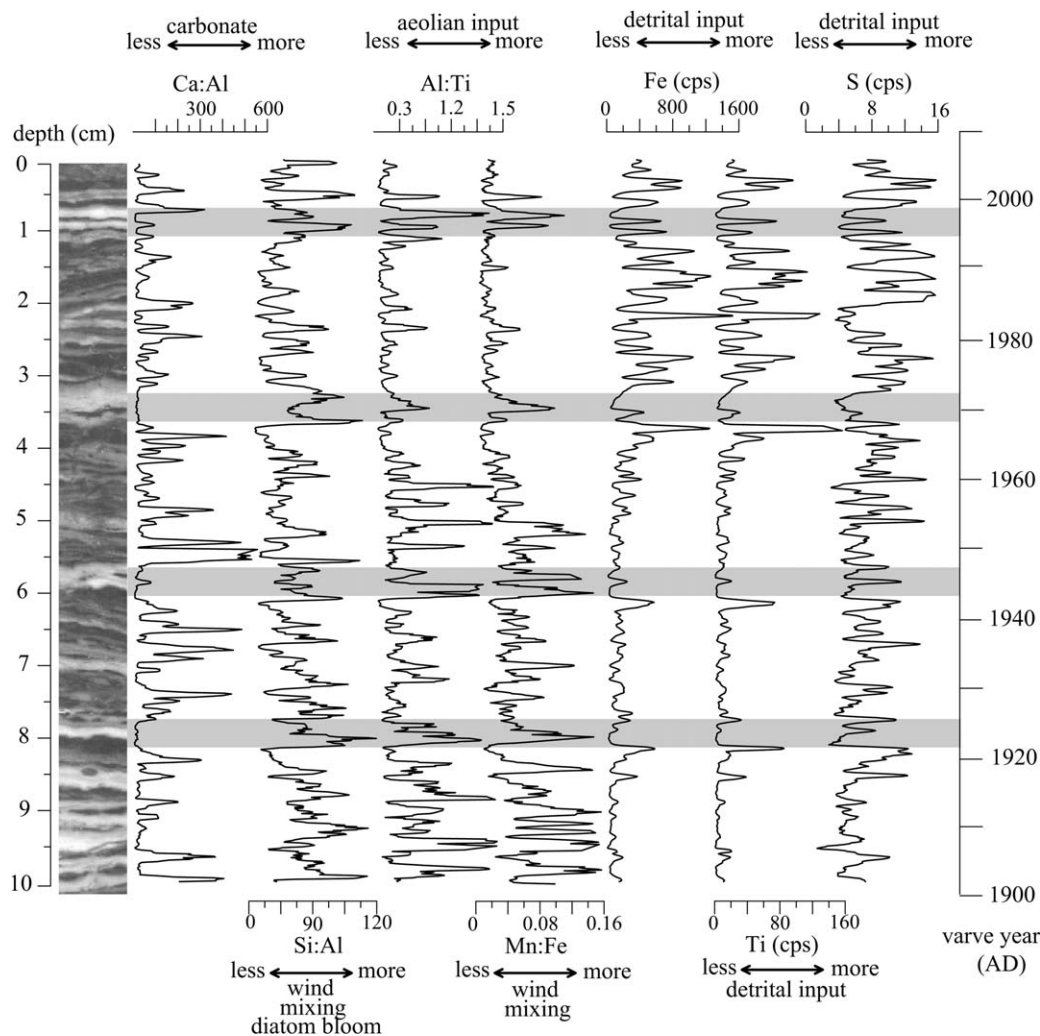 carbonate
less more
aeolian input
less more
detrital input
less more
detrital input
less more
Ca:Al
300 600
Al:Ti
0.3 1.2 1.5
Fe (cps)
0 800 1600
S (cps)
0 8 16
depth (cm)
0
1
2
3
4
5
6
7
8
9
10
2000
1980
1960
1940
1920
1900
varve year
(AD)
0 90 120
Si:Al
less more
wind
mixing
diatom bloom
0 0.08 0.16
Mn:Fe
less more
wind
mixing
0 80 160
Ti (cps)
less more
detrital input